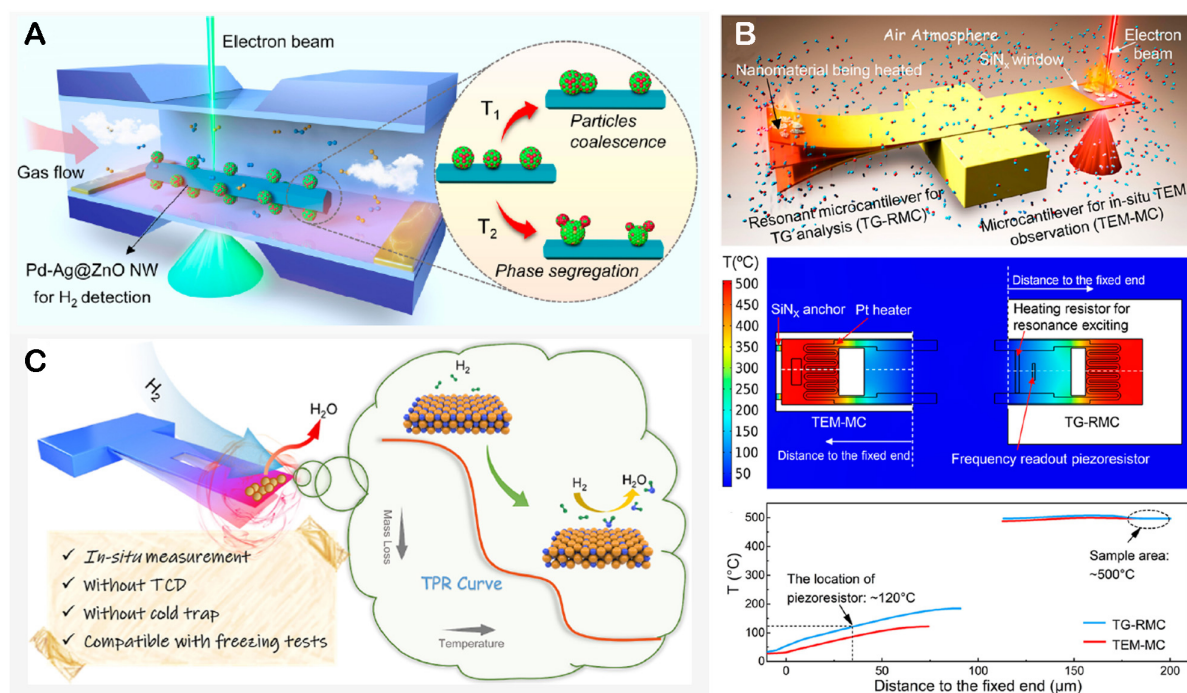 A
Electron beam
Gas flow
Pd-Ag@ZnO NW
for H₂ detection
T₁
Particles
coalescence
T₂
Phase segregation
B
Air Atmosphere
Electron
beam
SiNₓ window
Nanomaterial being heated
Resonant microcantilever for
TG analysis (TG-RMC)
Microcantilever for in-situ TEM
observation (TEM-MC)
T(ºC)
500
450
400
350
300
250
200
150
100
50
SiNₓ anchor
Pt heater
Distance to the fixed end
Heating resistor for
resonance exciting
TEM-MC
TG-RMC
Distance to the fixed end
Frequency readout piezoresistor
T (°C)
500
400
300
200
100
0
The location of
piezoresistor: ~120°C
Sample area:
~500°C
TG-RMC
TEM-MC
0
50
100
150
200
Distance to the fixed end (μm)
C
H₂
H₂O
✓ In-situ measurement
✓ Without TCD
✓ Without cold trap
✓ Compatible with freezing tests
H₂
H₂
H₂O
Mass Loss
TPR Curve
Temperature